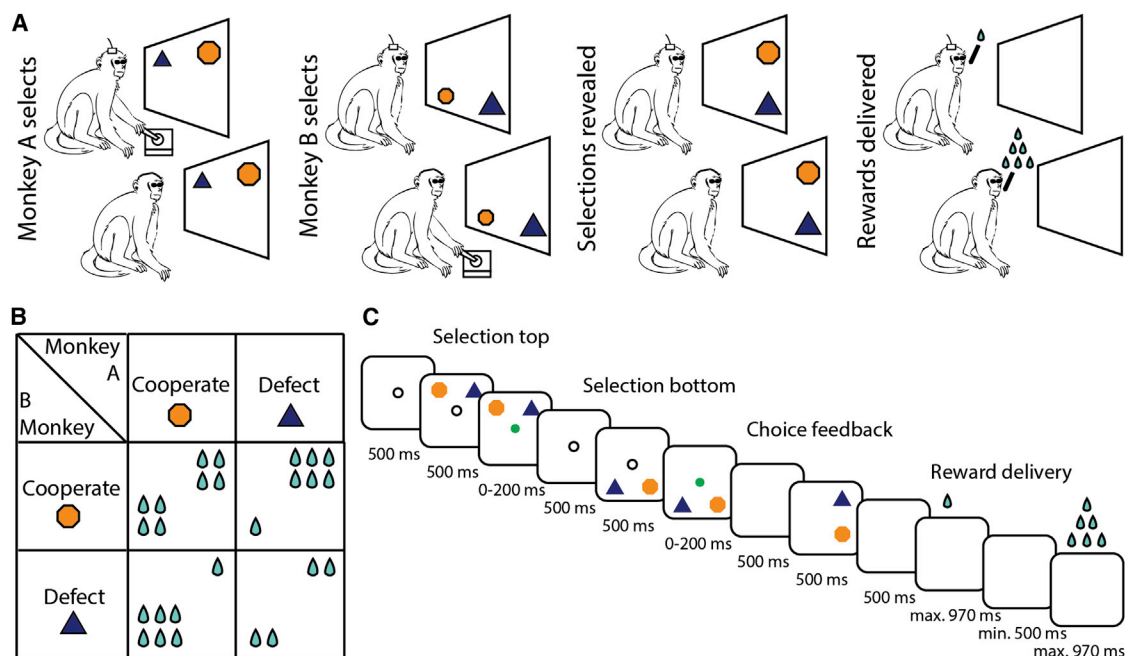 A
Monkey A selects
Monkey B selects
Selections revealed
Rewards delivered
B
Monkey
A
B
Monkey
Cooperate
Defect
Cooperate
Defect
C
Selection top
Selection bottom
Choice feedback
Reward delivery
500 ms
500 ms
0-200 ms
500 ms
500 ms
0-200 ms
500 ms
500 ms
500 ms
max. 970 ms
min. 500 ms
max. 970 ms